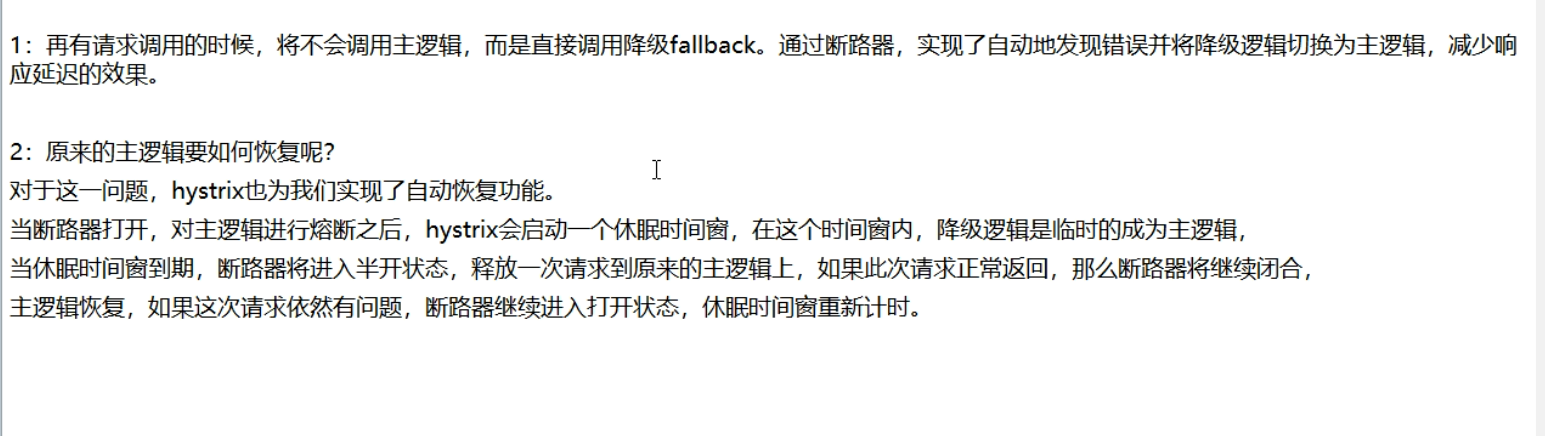 1：再有请求调用的时候，将不会调用主逻辑，而是直接调用降级fallback。通过断路器，实现了自动地发现错误并将降级逻辑切换为主逻辑，减少响
应延迟的效果。
2：原来的主逻辑要如何恢复呢？
对于这一问题，hystrix也为我们实现了自动恢复功能。
当断路器打开，对主逻辑进行熔断之后，hystrix会启动一个休眠时间窗，在这个时间窗内，降级逻辑是临时的成为主逻辑，
当休眠时间窗到期，断路器将进入半开状态，释放一次请求到原来的主逻辑上，如果此次请求正常返回，那么断路器将继续闭合，
主逻辑恢复，如果这次请求依然有问题，断路器继续进入打开状态，休眠时间窗重新计时。